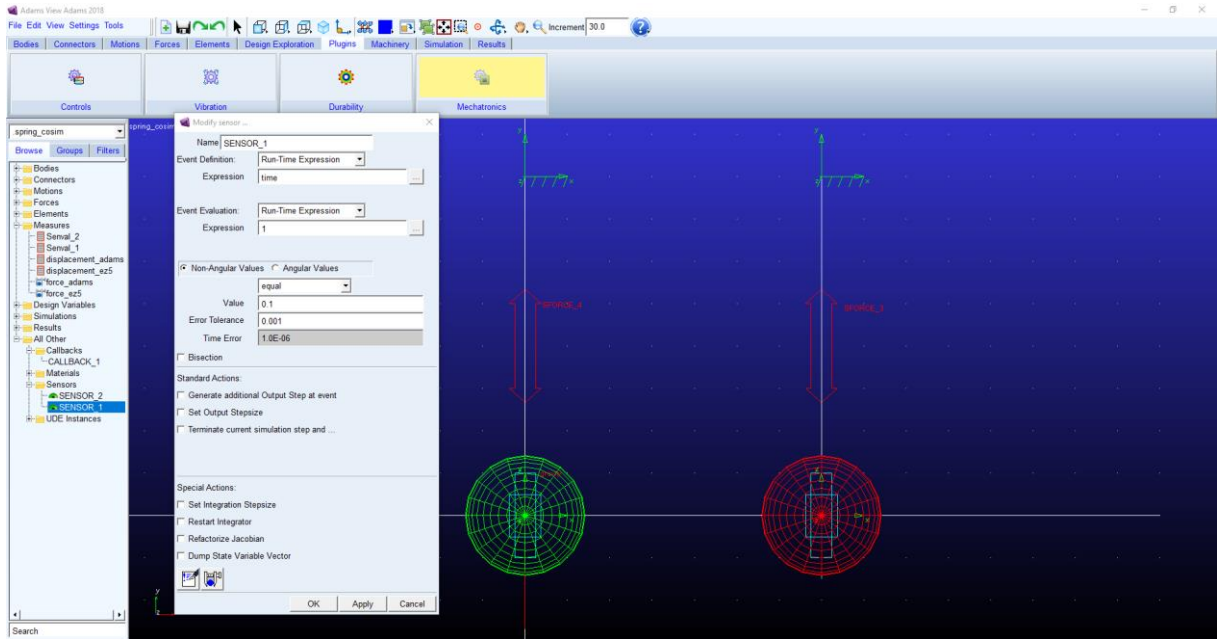 Adams View Adams 2018
File Edit View Settings Tools
Increment 30.0
Bodies Connectors Motions Forces Elements Design Exploration Plugins Machinery Simulation Results
Controls Vibration Durability Mechatronics
.spring_cosim
spring_cosim
Browse Groups Filters
Bodies
Connectors
Motions
Forces
Elements
Measures
Senval_2
Senval_1
displacement_adams
displacement_ez5
force_adams
force_ez5
Design Variables
Simulations
Results
All Other
Callbacks
CALLBACK_1
Materials
Sensors
SENSOR_2
SENSOR_1
UDE Instances
Search
Modify sensor ...
Name SENSOR_1
Event Definition: Run-Time Expression
Expression time ...
Event Evaluation: Run-Time Expression
Expression 1 ...
Non-Angular Values Angular Values
equal
Value 0.1
Error Tolerance 0.001
Time Error 1.0E-06
Bisection
Standard Actions:
Generate additional Output Step at event
Set Output Stepsize
Terminate current simulation step and ...
Special Actions:
Set Integration Stepsize
Restart Integrator
Refactorize Jacobian
Dump State Variable Vector
OK Apply Cancel
SFORCE_4
SFORCE_3